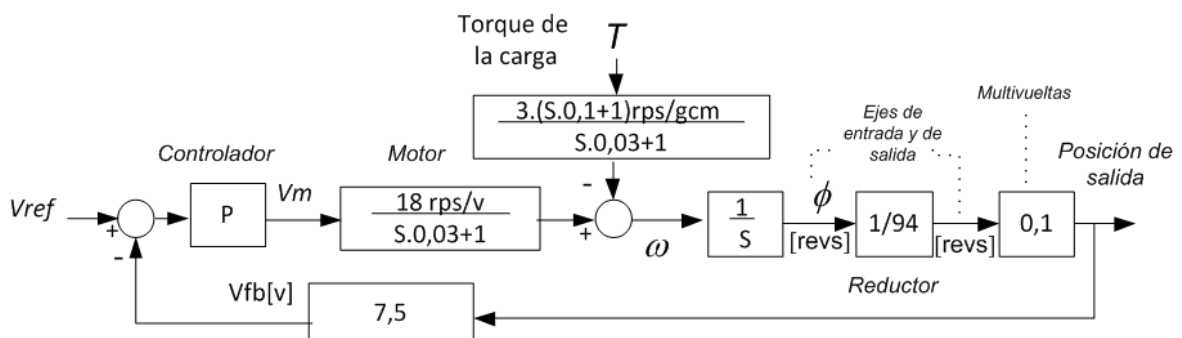 Torque de
la carga
T
3.(S.0,1+1)rps/gcm
S.0,03+1
Multivueltas
Ejes de
entrada y de
salida
Posición de
salida
Controlador
Motor
Vref
+
-
P
Vm
18 rps/v
S.0,03+1
-
+
ω
1
S
ϕ
[revs]
1/94
[revs]
0,1
Reductor
Vfb[v]
7,5